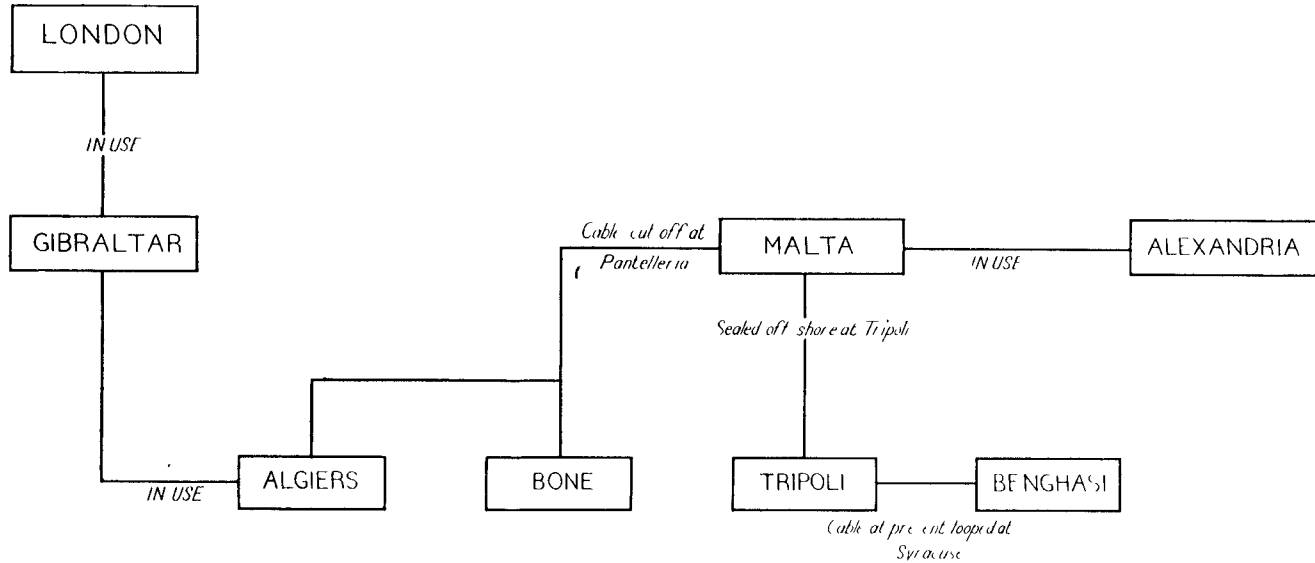 LONDON
IN USE
GIBRALTAR
Cable cut off at
Pantelleria
MALTA
IN USE
ALEXANDRIA
Sealed off shore at Tripoli
IN USE
ALGIERS
BONE
TRIPOLI
BENGHASI
Cable at present looped at
Syracuse